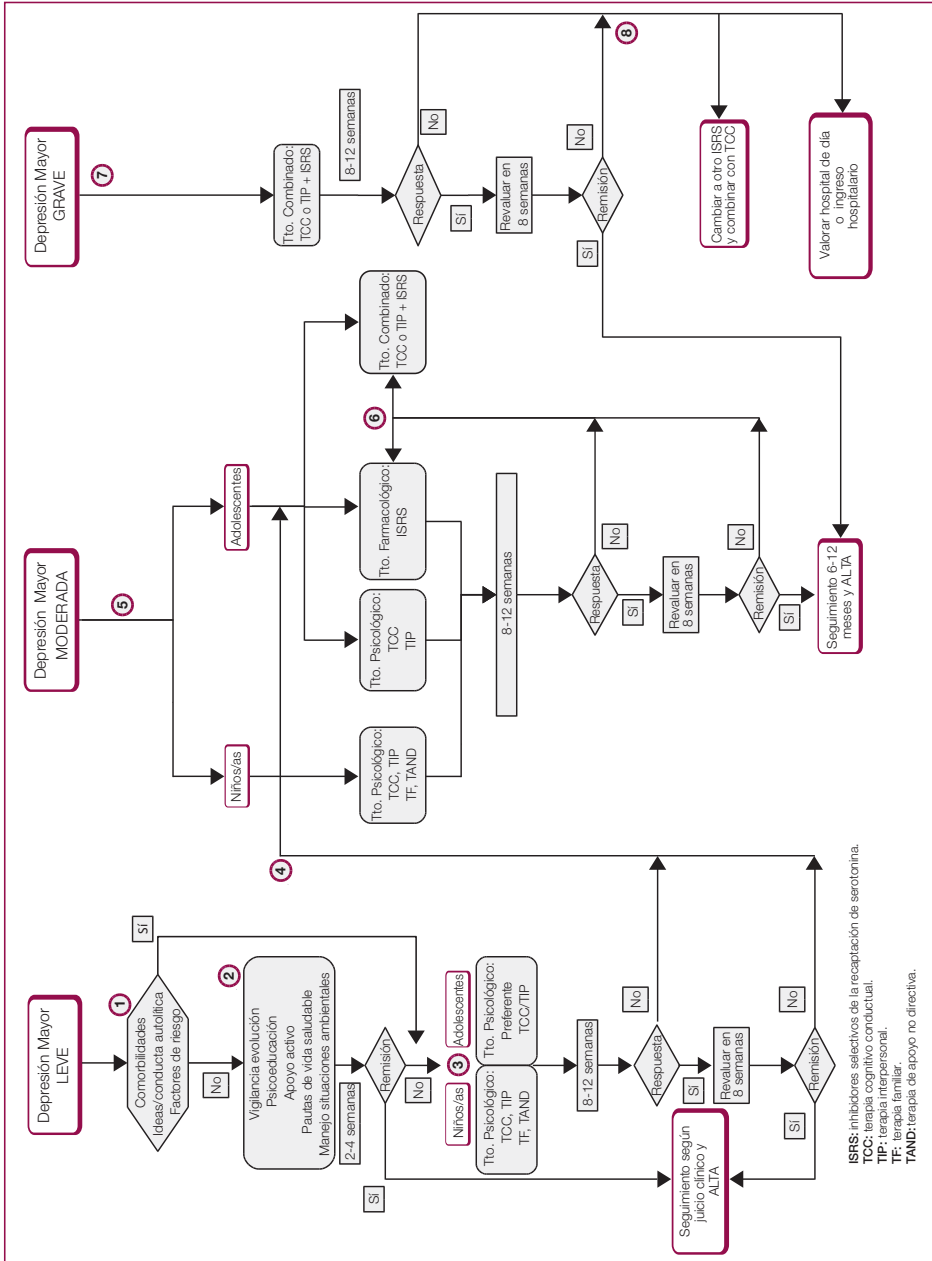 Depresión Mayor
LEVE
1
Comorbilidades
Ideas/conducta autolítica
Factores de riesgo
Sí
No
2
Vigilancia evolución
Psicoeducación
Apoyo activo
Pautas de vida saludable
Manejo situaciones ambientales
2-4 semanas
Remisión
Sí
No
Niños/as
3
Adolescentes
Tto. Psicológico:
TCC, TIP
TF, TAND
Tto. Psicológico:
Preferente
TCC/TIP
8-12 semanas
Respuesta
No
Sí
Revaluar en
8 semanas
Remisión
No
Sí
Seguimiento según
juicio clínico y
ALTA
4
Depresión Mayor
MODERADA
5
Niños/as
Adolescentes
Tto. Psicológico:
TCC, TIP
TF, TAND
Tto. Psicológico:
TCC
TIP
Tto. Farmacológico:
ISRS
6
Tto. Combinado:
TCC o TIP + ISRS
8-12 semanas
Respuesta
No
Sí
Revaluar en
8 semanas
Remisión
No
Sí
Seguimiento 6-12
meses y ALTA
Depresión Mayor
GRAVE
7
Tto. Combinado:
TCC o TIP + ISRS
8-12 semanas
Respuesta
No
Sí
Revaluar en
8 semanas
Remisión
No
Sí
8
Cambiar a otro ISRS
y combinar con TCC
Valorar hospital de día
o ingreso
hospitalario
ISRS: inhibidores selectivos de la recaptación de serotonina.
TCC: terapia cognitivo conductual.
TIP: terapia interpersonal.
TF: terapia familiar.
TAND: terapia de apoyo no directiva.